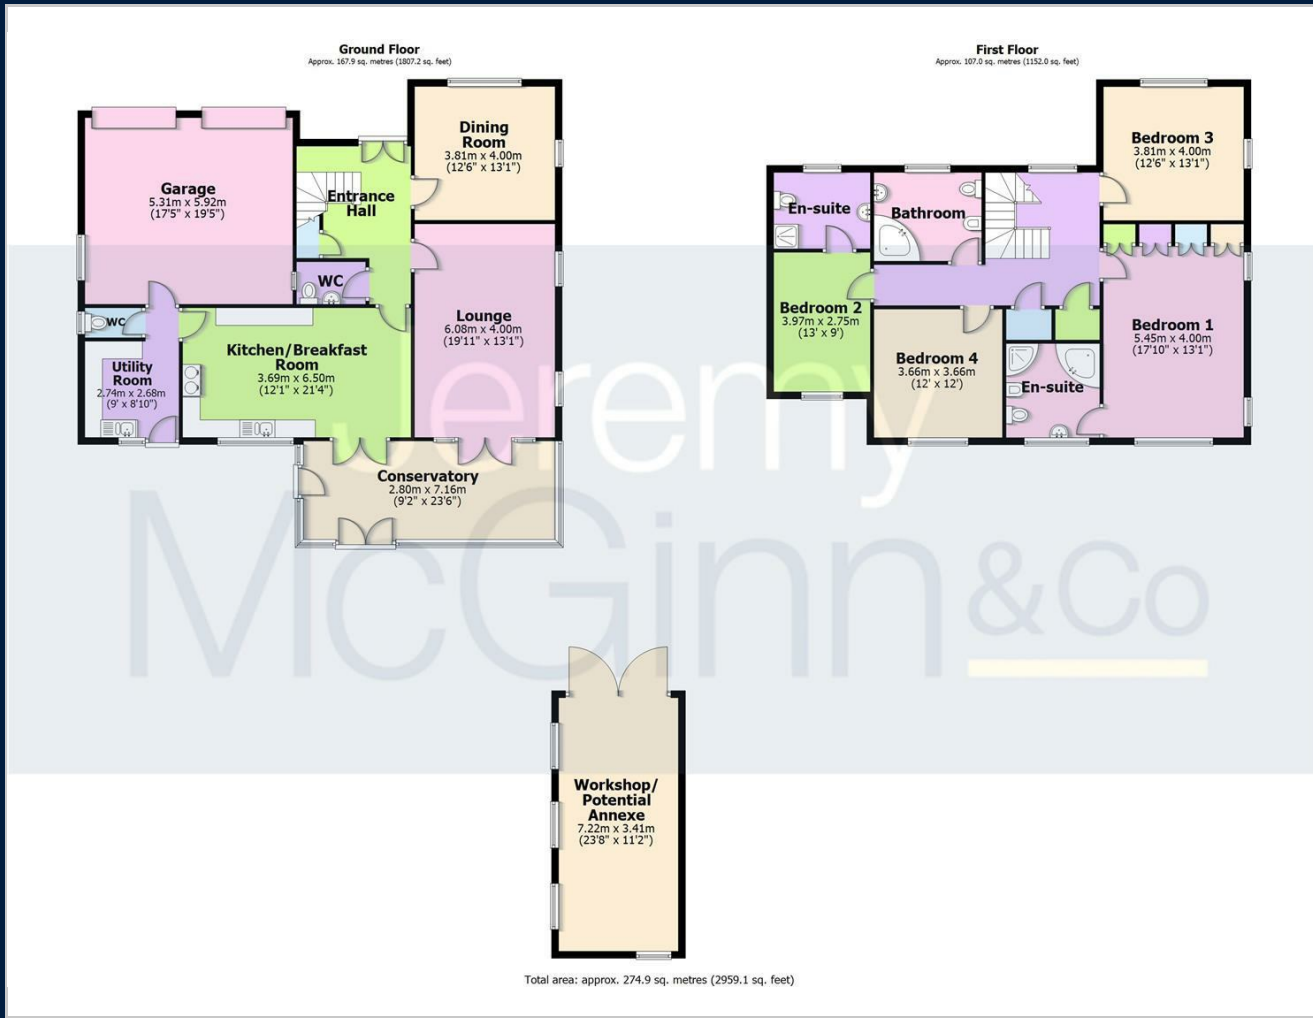 Ground Floor
Approx. 167.9 sq. metres (1807.2 sq. feet)
Dining
Room
3.81m x 4.00m
(12'6" x 13'1")
Garage
5.31m x 5.92m
(17'5" x 19'5")
Entrance
Hall
WC
Lounge
6.08m x 4.00m
(19'11" x 13'1")
WC
Kitchen/Breakfast
Room
3.69m x 6.50m
(12'1" x 21'4")
Utility
Room
2.74m x 2.68m
(9' x 8'10")
Conservatory
2.80m x 7.16m
(9'2" x 23'6")
First Floor
Approx. 107.0 sq. metres (1152.0 sq. feet)
Bedroom 3
3.81m x 4.00m
(12'6" x 13'1")
En-suite
Bathroom
Bedroom 2
3.97m x 2.75m
(13' x 9')
Bedroom 1
5.45m x 4.00m
(17'10" x 13'1")
Bedroom 4
3.66m x 3.66m
(12' x 12')
En-suite
Jeremy
McGinn & Co
Workshop/
Potential
Annexe
7.22m x 3.41m
(23'8" x 11'2")
Total area: approx. 274.9 sq. metres (2959.1 sq. feet)